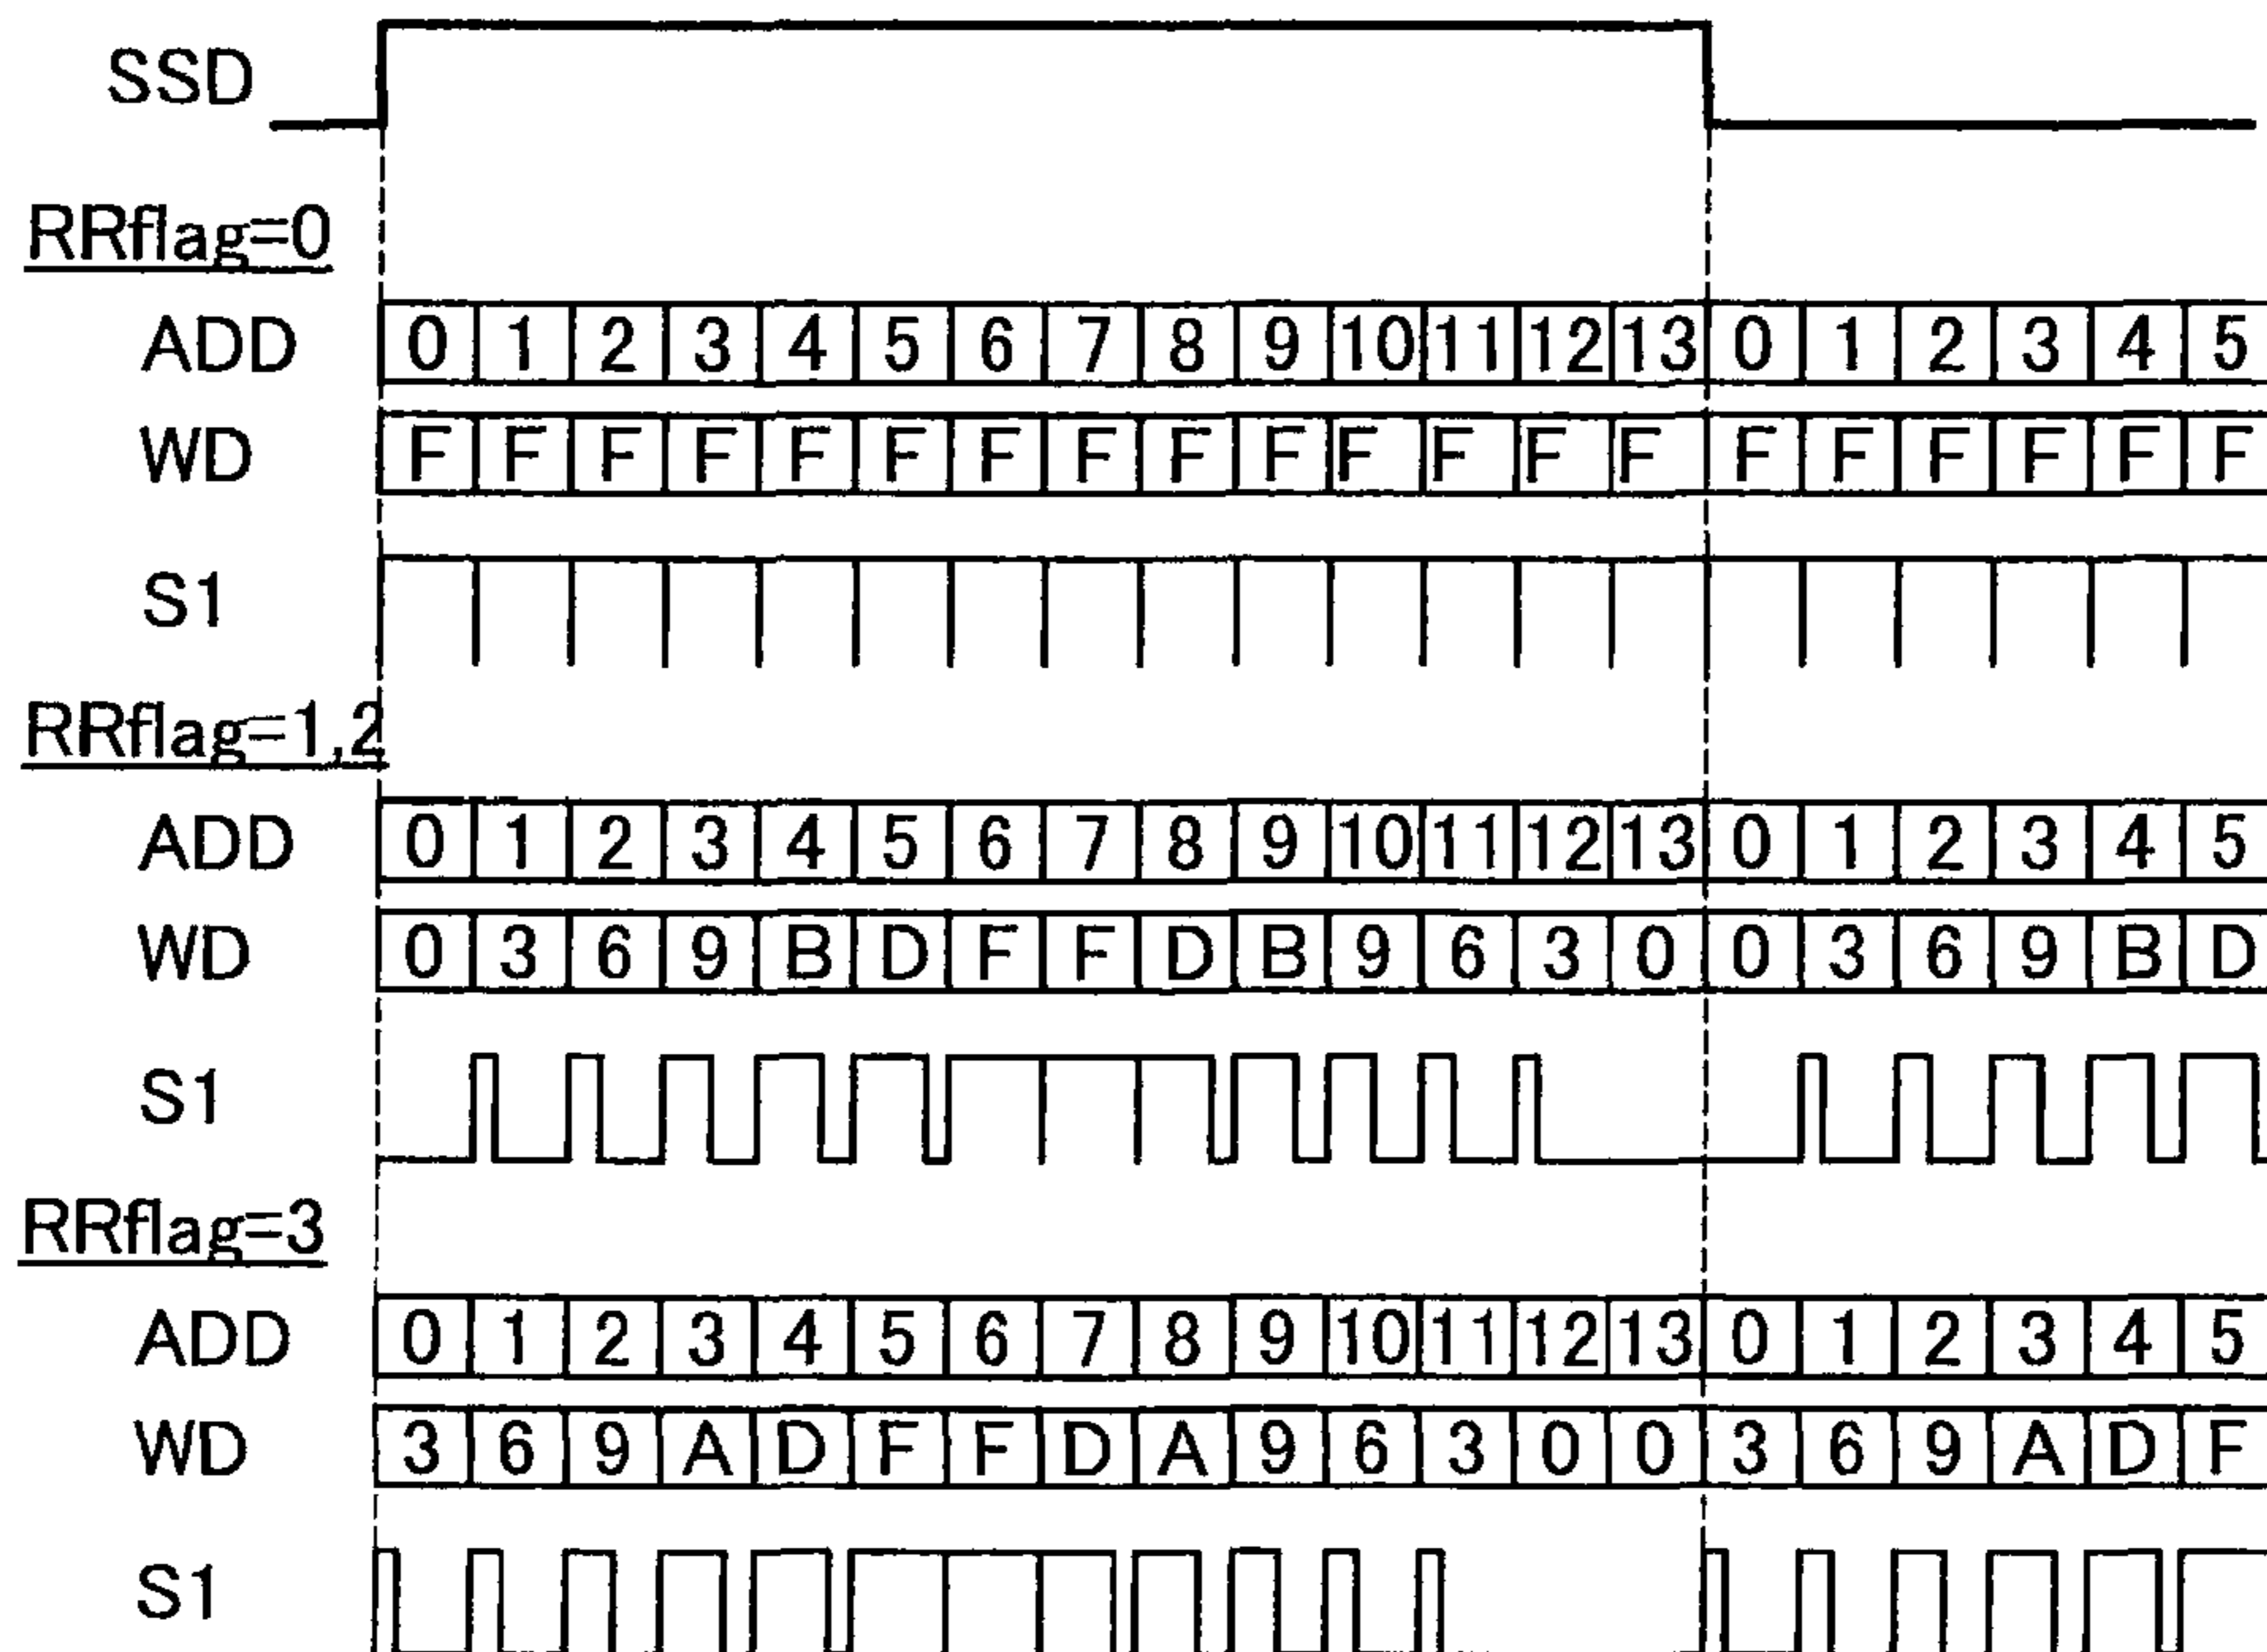 SSD
RRflag=0
ADD 0 1 2 3 4 5 6 7 8 9 10 11 12 13 0 1 2 3 4 5
WD F F F F F F F F F F F F F F F F F F F F
S1
RRflag=1,2
ADD 0 1 2 3 4 5 6 7 8 9 10 11 12 13 0 1 2 3 4 5
WD 0 3 6 9 B D F F D B 9 6 3 0 0 3 6 9 B D
S1
RRflag=3
ADD 0 1 2 3 4 5 6 7 8 9 10 11 12 13 0 1 2 3 4 5
WD 3 6 9 A D F F D A 9 6 3 0 0 3 6 9 A D F
S1